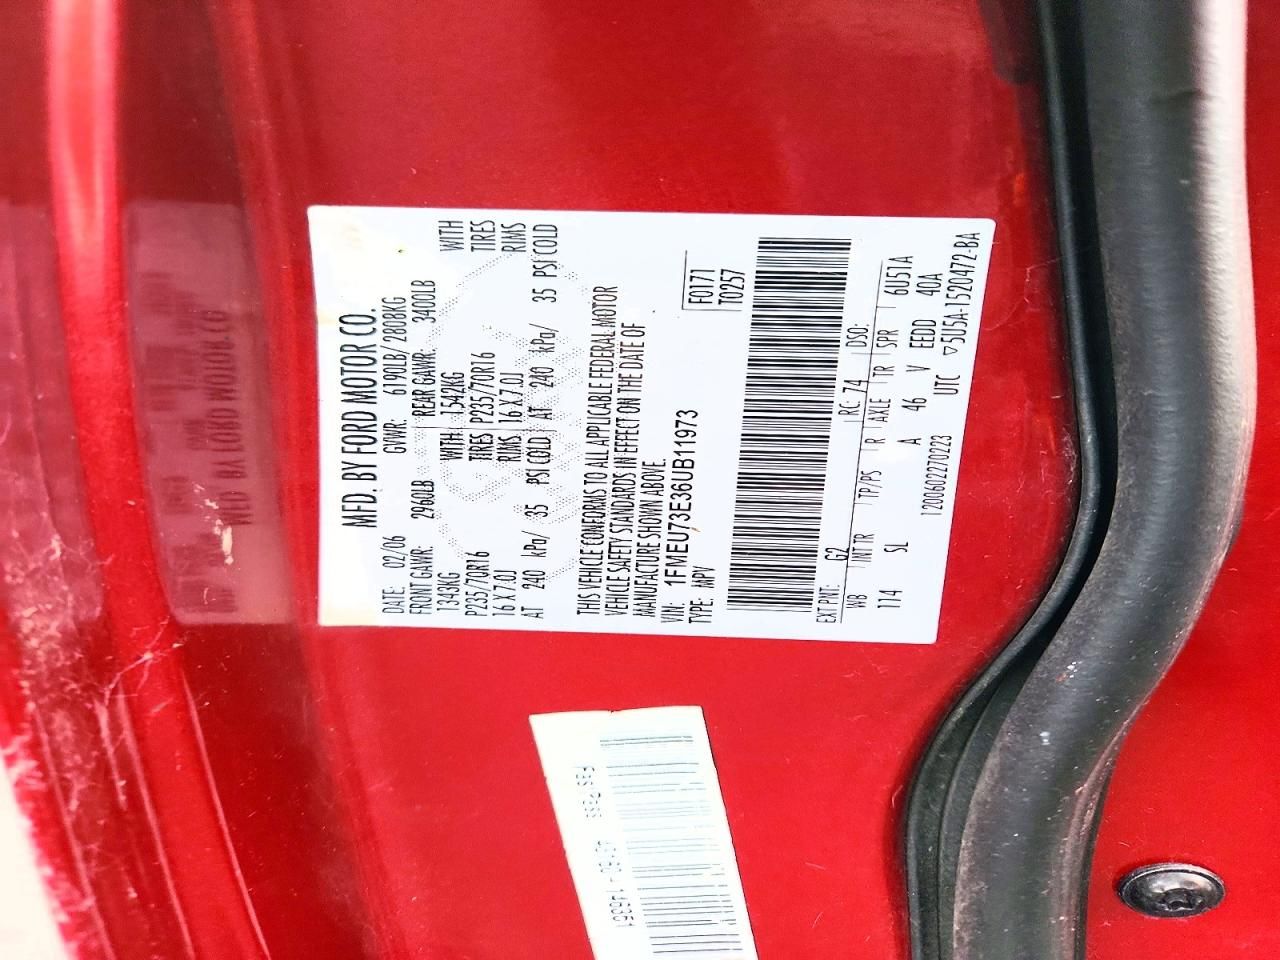 MFD. BY FORD MOTOR CO.
DATE: 02/06 GVWR: 6190LB/ 2808KG
FRONT GAWR: 2960LB REAR GAWR: 3400LB
1343KG WITH 1542KG WITH
P235/70R16 TIRES P235/70R16 TIRES
16 X 7.0J RIMS 16 X 7.0J RIMS
AT 240 kPa/ 35 PSI COLD AT 240 kPa/ 35 PSI COLD
THIS VEHICLE CONFORMS TO ALL APPLICABLE FEDERAL MOTOR
VEHICLE SAFETY STANDARDS IN EFFECT ON THE DATE OF
MANUFACTURE SHOWN ABOVE.
VIN: 1FMEU73E36UB11973
TYPE: MPV
F0171
T0257
EXT PNT: G2 RC: 74 DSO:
WB INT TR TP/PS R AXLE TR SPR 6U5TA
114 SL A 46 V EEDD 40A
12006022702​23 UTC ▽5U5A-1520472-BA